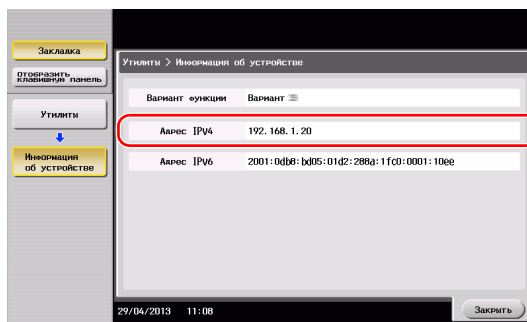 Закладка
Отобразить
клавишную панель
Утилиты > Информация об устройстве
Вариант функции Вариант
Утилиты
Адрес IPv4 192.168.1.20
Информация
об устройстве
Адрес IPv6 2001:0db8:bd05:01d2:288a:1fc0:0001:10ee
29/04/2013 11:08
Закрыть